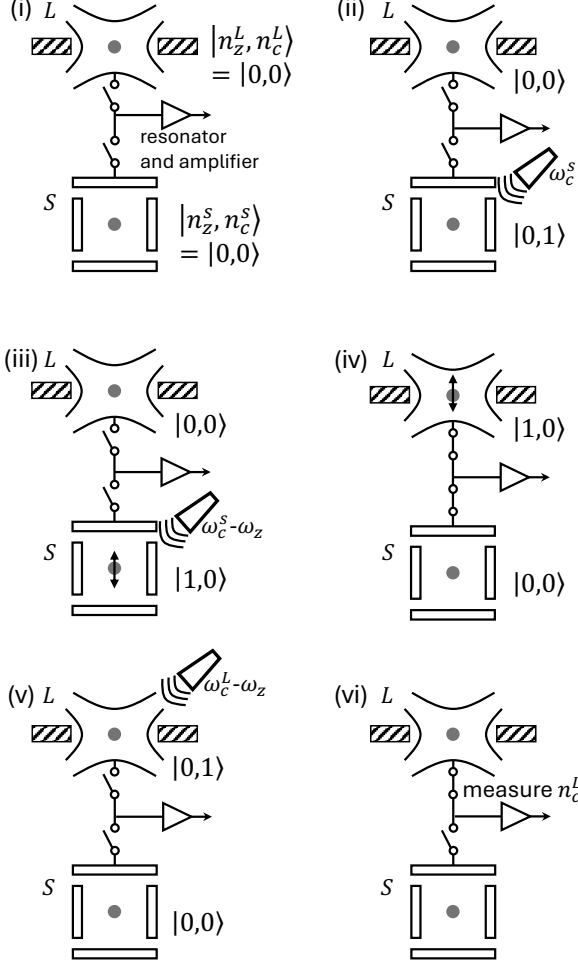 (i) L
|n_z^L, n_c^L⟩
= |0,0⟩
resonator
and amplifier
S
|n_z^s, n_c^s⟩
= |0,0⟩
(ii) L
|0,0⟩
ω_c^s
S
|0,1⟩
(iii) L
|0,0⟩
ω_c^s-ω_z
S
|1,0⟩
(iv) L
|1,0⟩
S
|0,0⟩
(v) L
ω_c^L-ω_z
|0,1⟩
S
|0,0⟩
(vi) L
measure n_c^L
S